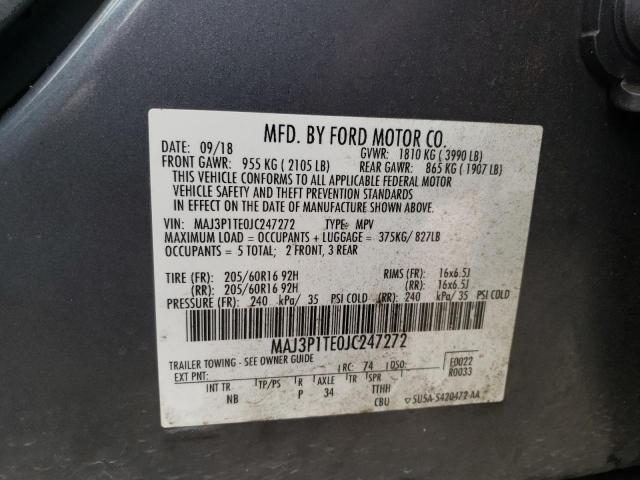 MFD. BY FORD MOTOR CO.
DATE: 09/18 GVWR: 1810 KG ( 3990 LB)
FRONT GAWR: 955 KG ( 2105 LB) REAR GAWR: 865 KG ( 1907 LB)
THIS VEHICLE CONFORMS TO ALL APPLICABLE FEDERAL MOTOR
VEHICLE SAFETY AND THEFT PREVENTION STANDARDS
IN EFFECT ON THE DATE OF MANUFACTURE SHOWN ABOVE.
VIN: MAJ3P1TE0JC247272 TYPE: MPV
MAXIMUM LOAD = OCCUPANTS + LUGGAGE = 375KG/ 827LB
OCCUPANTS = 5 TOTAL; 2 FRONT, 3 REAR
TIRE (FR): 205/60R16 92H RIMS (FR): 16x6.5J
(RR): 205/60R16 92H (RR): 16x6.5J
PRESSURE (FR): 240 kPa/ 35 PSI COLD (RR): 240 kPa/ 35 PSI COLD
MAJ3P1TE0JC247272
TRAILER TOWING - SEE OWNER GUIDE
EXT PNT: RC: 74 DSO: E0022
R0033
INT TR TP/PS R AXLE TR SPR
NB P 34 TTHH
CBU SU5A-S420472-AA